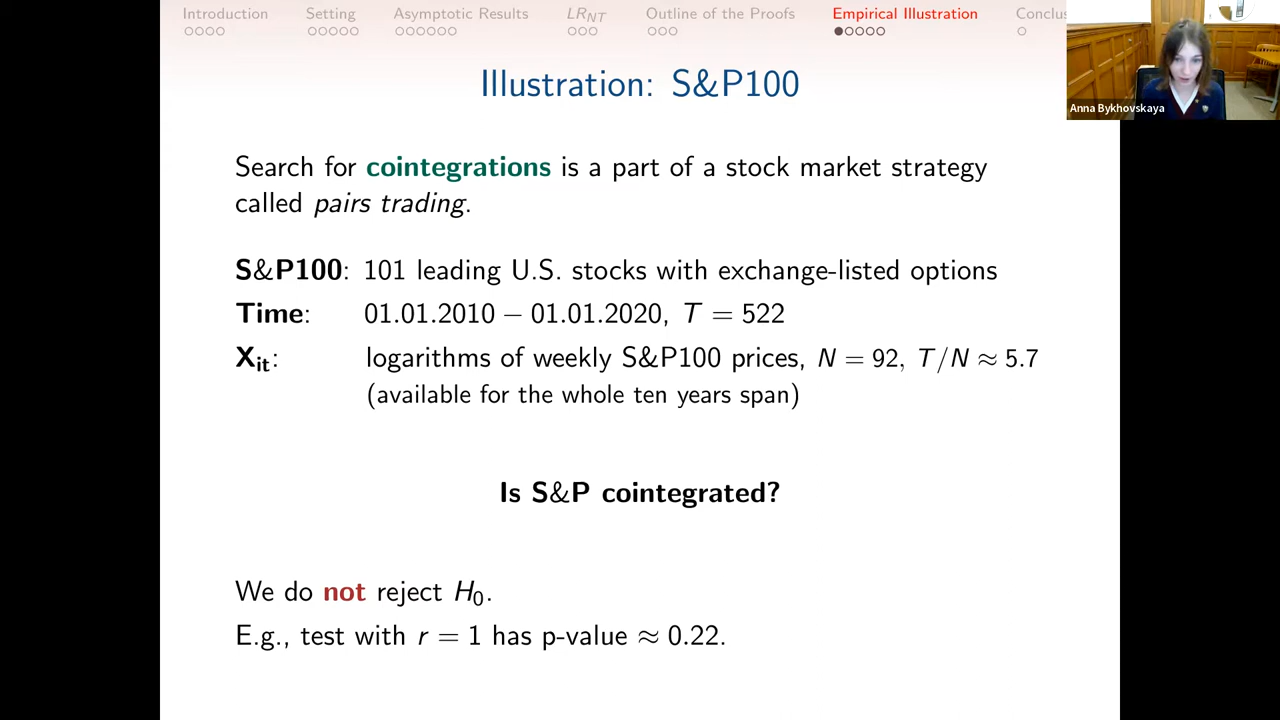 Introduction Setting Asymptotic Results LR_NT Outline of the Proofs Empirical Illustration Conclus
Anna Bykhovskaya
Illustration: S&P100
Search for cointegrations is a part of a stock market strategy
called pairs trading.
S&P100: 101 leading U.S. stocks with exchange-listed options
Time: 01.01.2010 – 01.01.2020, T = 522
X_it: logarithms of weekly S&P100 prices, N = 92, T/N ≈ 5.7
(available for the whole ten years span)
Is S&P cointegrated?
We do not reject H₀.
E.g., test with r = 1 has p-value ≈ 0.22.